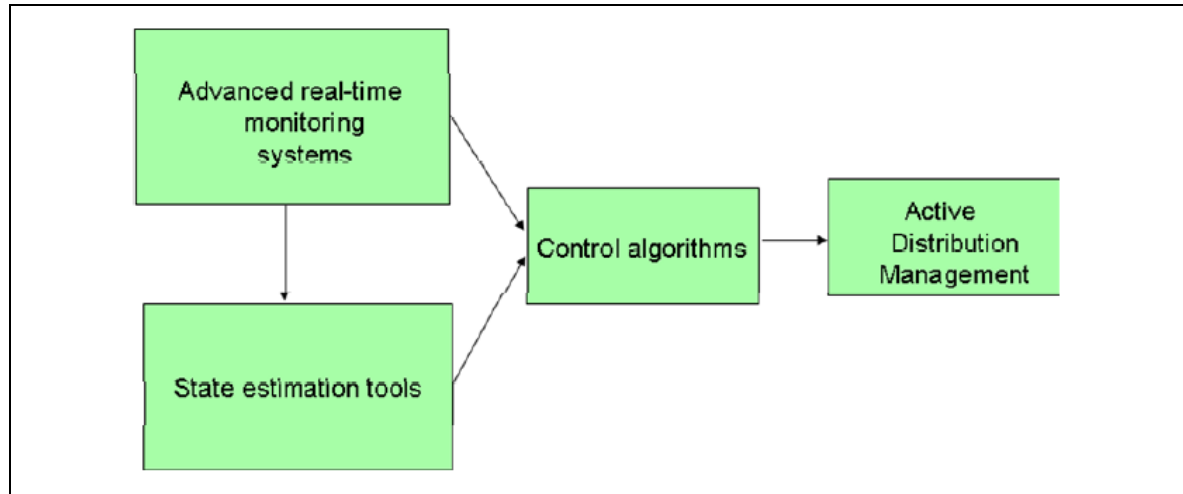 Advanced real-time
monitoring
systems
Control algorithms
Active
Distribution
Management
State estimation tools